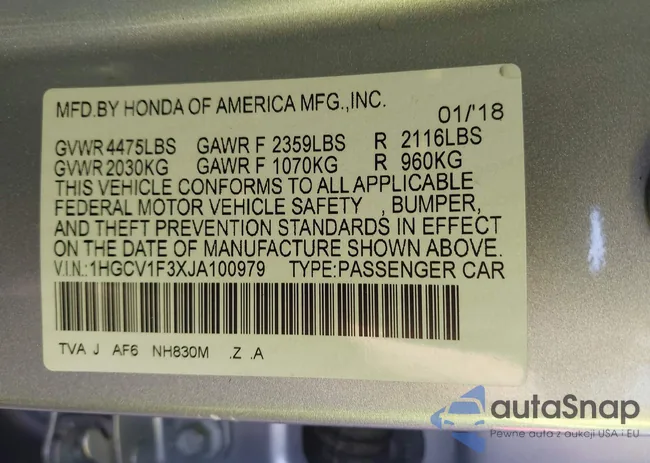 MFD.BY HONDA OF AMERICA MFG.,INC. 01/'18
GVWR 4475LBS GAWR F 2359LBS R 2116LBS
GVWR 2030KG GAWR F 1070KG R 960KG
THIS VEHICLE CONFORMS TO ALL APPLICABLE
FEDERAL MOTOR VEHICLE SAFETY , BUMPER,
AND THEFT PREVENTION STANDARDS IN EFFECT
ON THE DATE OF MANUFACTURE SHOWN ABOVE.
V.I.N.:1HGCV1F3XJA100979 TYPE:PASSENGER CAR
TVA J AF6 NH830M .Z .A
autaSnap
Pewne auta z aukcji USA i EU